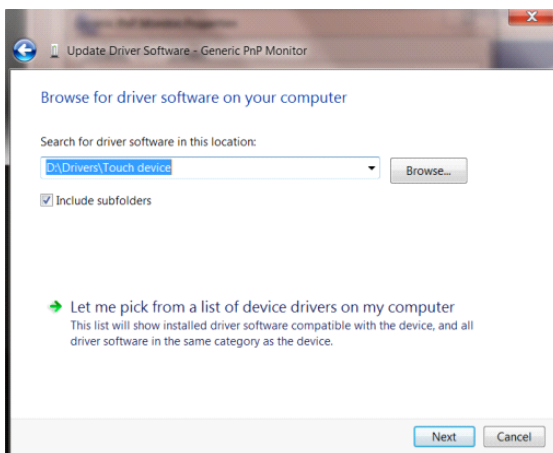 Update Driver Software - Generic PnP Monitor
Browse for driver software on your computer
Search for driver software in this location:
D:\Drivers\Touch device
Browse...
Include subfolders
Let me pick from a list of device drivers on my computer
This list will show installed driver software compatible with the device, and all
driver software in the same category as the device.
Next
Cancel